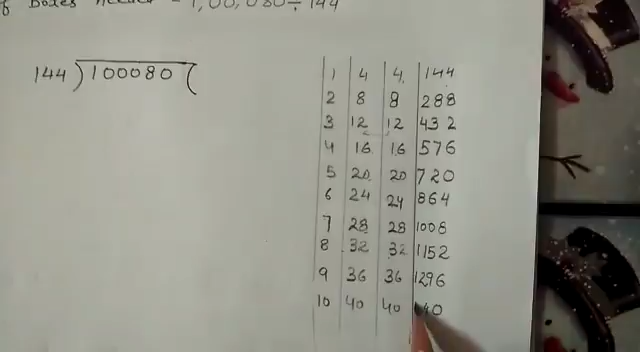 Boxes needed = 1,00,080 ÷ 144
144 ) 100080 (
1 4 4 144
2 8 8 288
3 12 12 432
4 16 16 576
5 20 20 720
6 24 24 864
7 28 28 1008
8 32 32 1152
9 36 36 1296
10 40 40 40